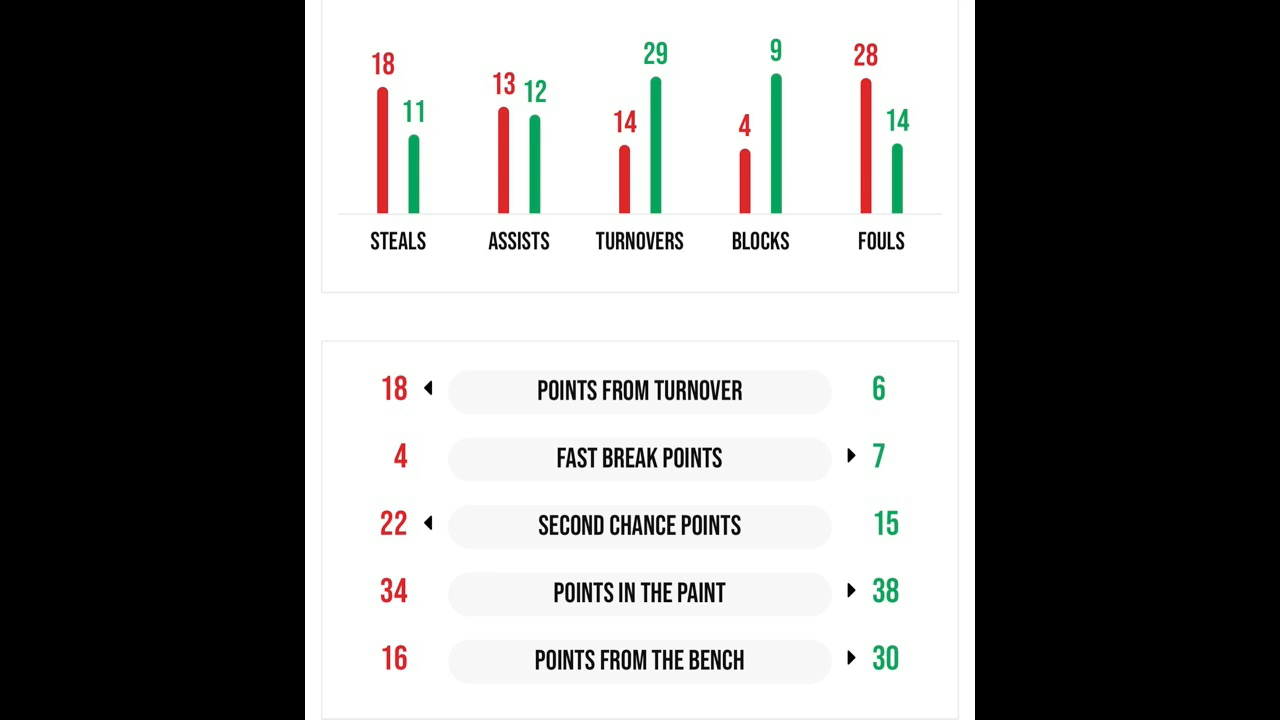 18 11 13 12 14 29 4 9 28 14
STEALS ASSISTS TURNOVERS BLOCKS FOULS
18 POINTS FROM TURNOVER 6
4 FAST BREAK POINTS 7
22 SECOND CHANCE POINTS 15
34 POINTS IN THE PAINT 38
16 POINTS FROM THE BENCH 30